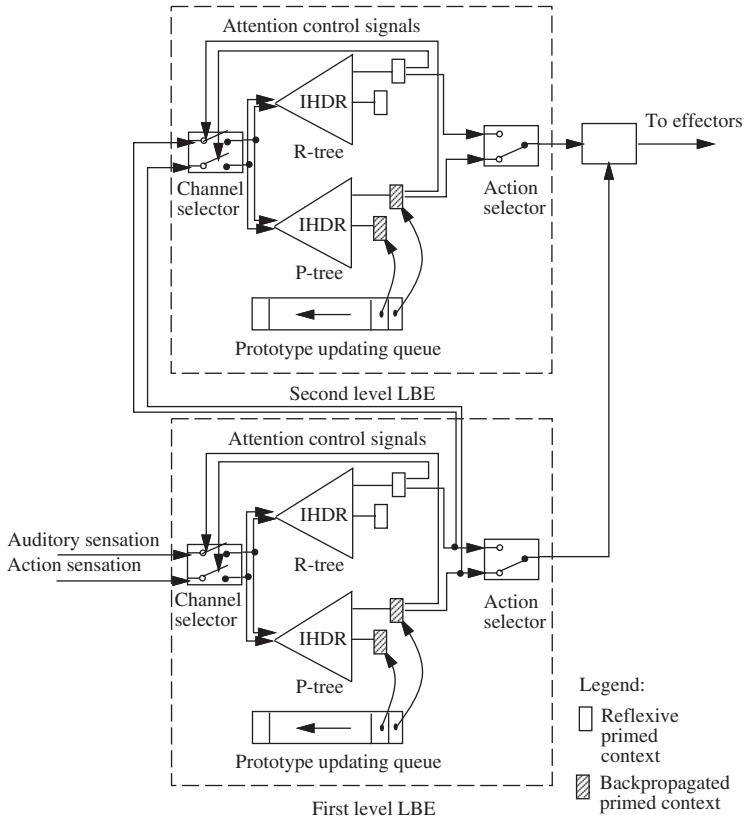 Attention control signals
IHDR
R-tree
To effectors
Channel
selector
Action
selector
IHDR
P-tree
Prototype updating queue
Second level LBE
Attention control signals
IHDR
Auditory sensation
Action sensation
R-tree
Channel
selector
Action
selector
IHDR
P-tree
Prototype updating queue
First level LBE
Legend:
Reflexive
primed
context
Backpropagated
primed context